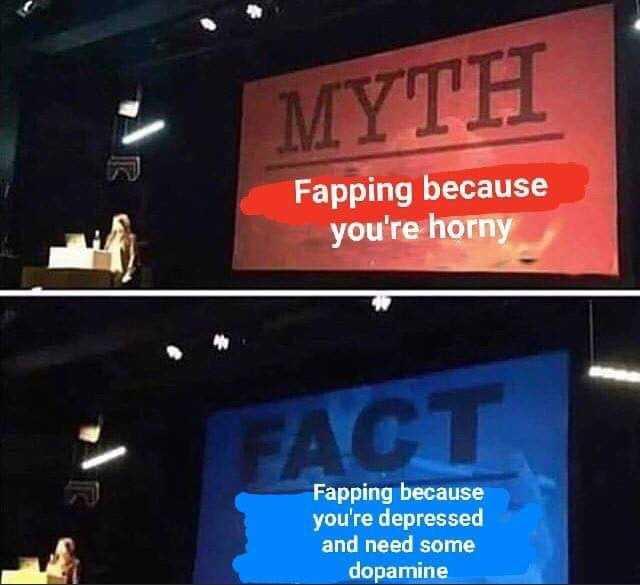 MYTH
Fapping because
you're horny
FACT
Fapping because
you're depressed
and need some
dopamine